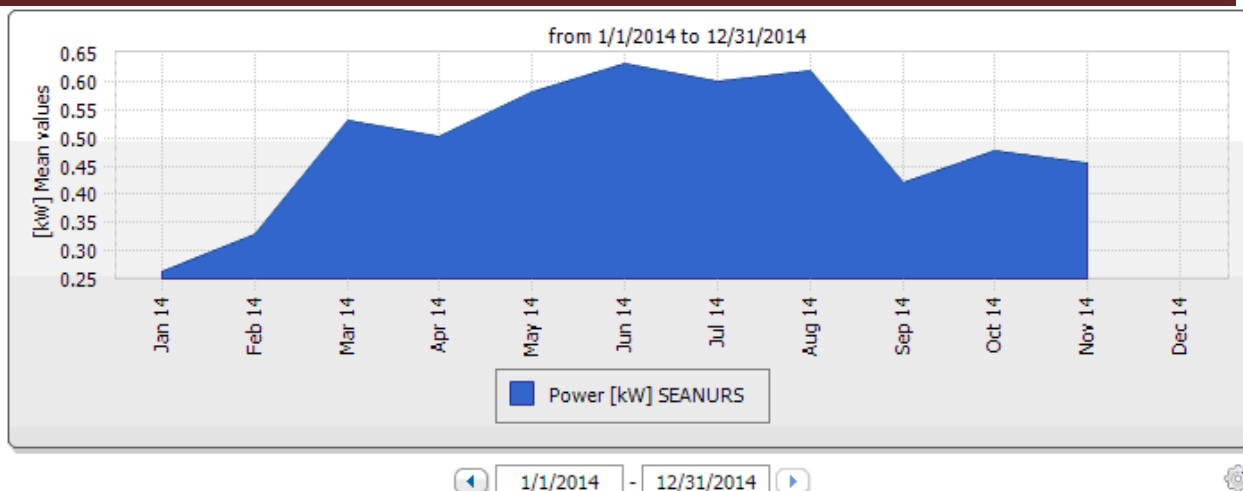 from 1/1/2014 to 12/31/2014
[kW] Mean values
0.65
0.60
0.55
0.50
0.45
0.40
0.35
0.30
0.25
Jan 14
Feb 14
Mar 14
Apr 14
May 14
Jun 14
Jul 14
Aug 14
Sep 14
Oct 14
Nov 14
Dec 14
Power [kW] SEANURS
1/1/2014 - 12/31/2014